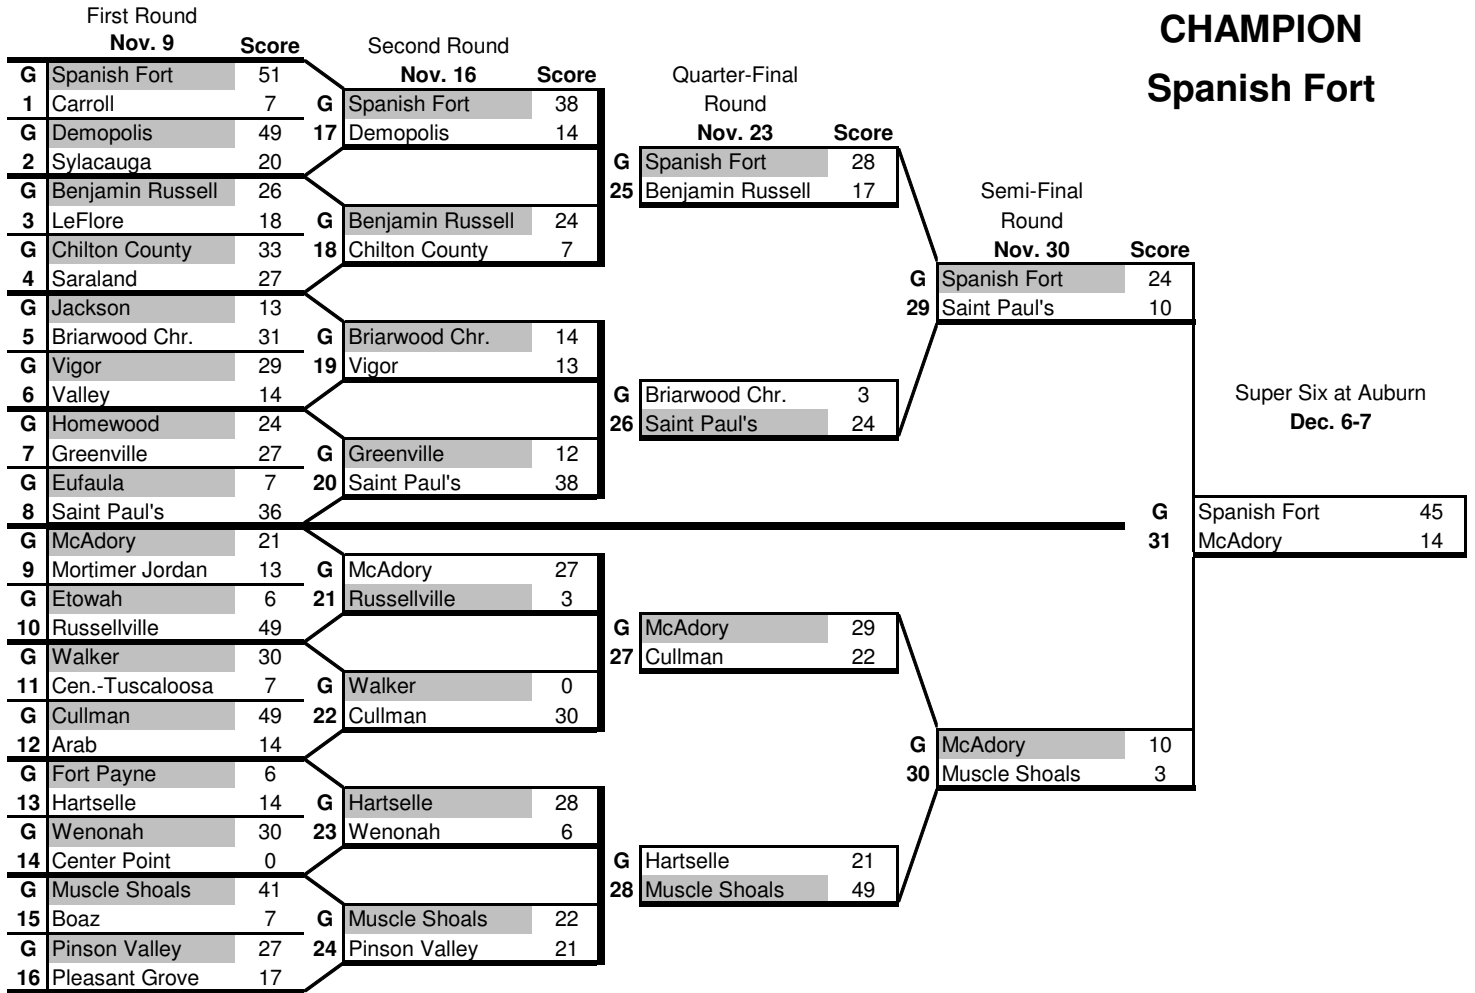 First Round
Nov. 9 Score
G Spanish Fort 51
1 Carroll 7
G Demopolis 49
2 Sylacauga 20
G Benjamin Russell 26
3 LeFlore 18
G Chilton County 33
4 Saraland 27
G Jackson 13
5 Briarwood Chr. 31
G Vigor 29
6 Valley 14
G Homewood 24
7 Greenville 27
G Eufaula 7
8 Saint Paul's 36
G McAdory 21
9 Mortimer Jordan 13
G Etowah 6
10 Russellville 49
G Walker 30
11 Cen.-Tuscaloosa 7
G Cullman 49
12 Arab 14
G Fort Payne 6
13 Hartselle 14
G Wenonah 30
14 Center Point 0
G Muscle Shoals 41
15 Boaz 7
G Pinson Valley 27
16 Pleasant Grove 17
Second Round
Nov. 16 Score
G Spanish Fort 38
17 Demopolis 14
G Benjamin Russell 24
18 Chilton County 7
G Briarwood Chr. 14
19 Vigor 13
G Greenville 12
20 Saint Paul's 38
G McAdory 27
21 Russellville 3
G Walker 0
22 Cullman 30
G Hartselle 28
23 Wenonah 6
G Muscle Shoals 22
24 Pinson Valley 21
Quarter-Final
Round
Nov. 23 Score
G Spanish Fort 28
25 Benjamin Russell 17
G Briarwood Chr. 3
26 Saint Paul's 24
G McAdory 29
27 Cullman 22
G Hartselle 21
28 Muscle Shoals 49
Semi-Final
Round
Nov. 30 Score
G Spanish Fort 24
29 Saint Paul's 10
G McAdory 10
30 Muscle Shoals 3
CHAMPION
Spanish Fort
Super Six at Auburn
Dec. 6-7
G Spanish Fort 45
31 McAdory 14